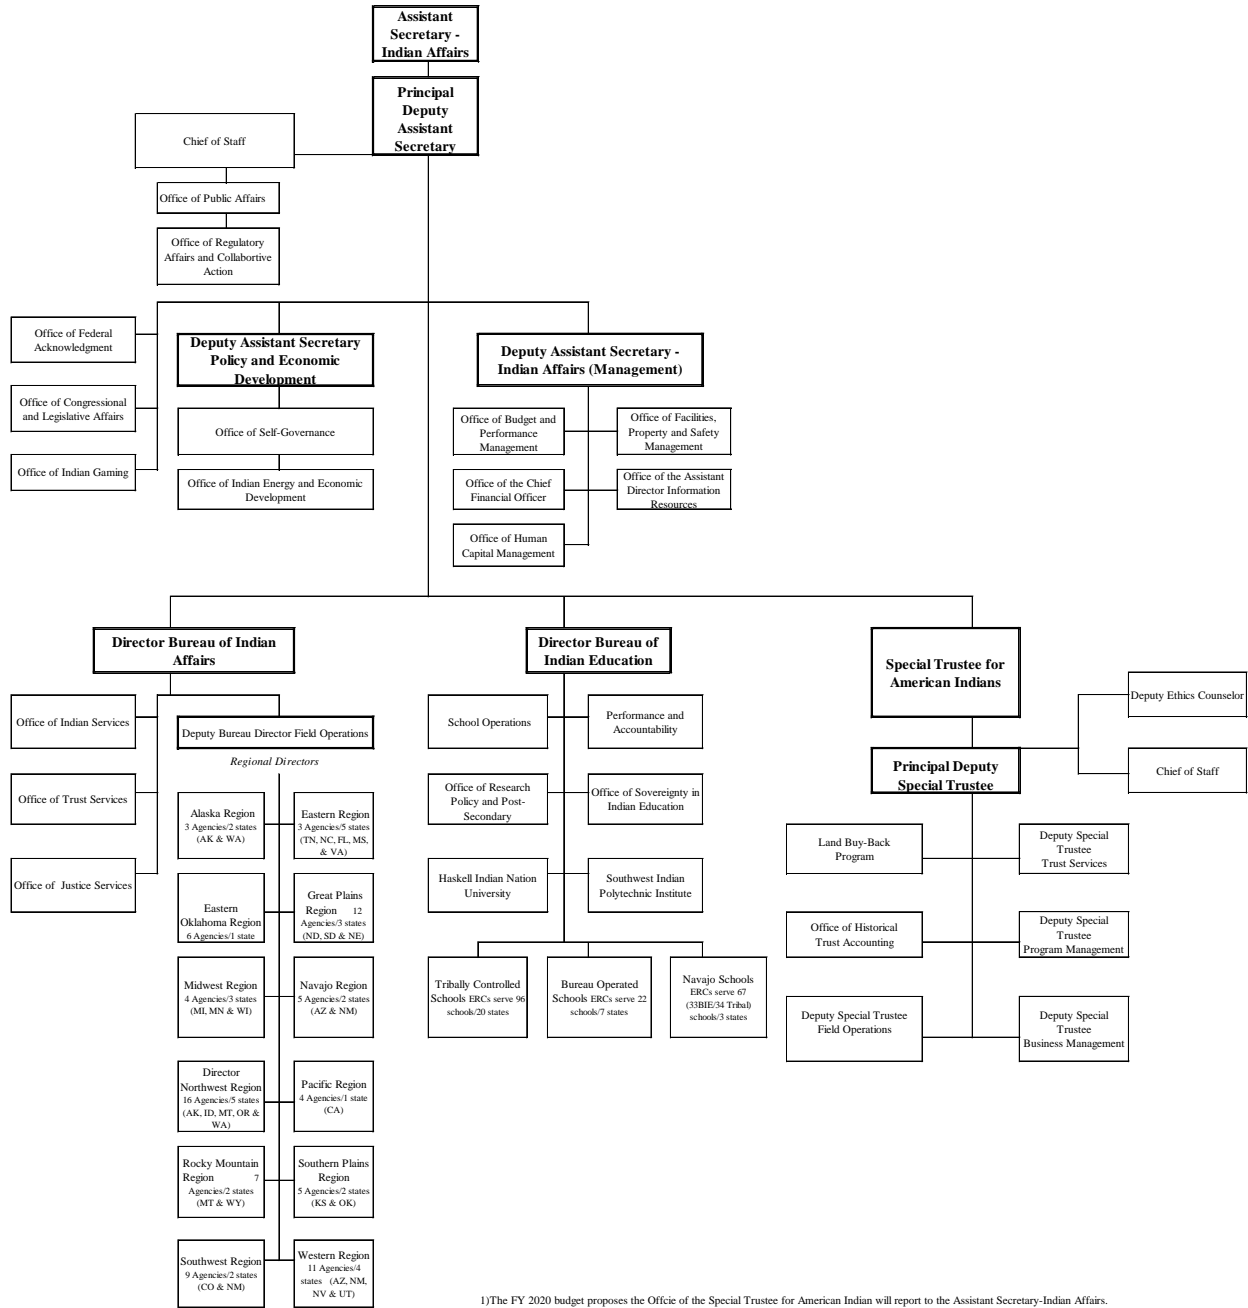 Assistant
Secretary -
Indian Affairs
Principal
Deputy
Assistant
Secretary
Chief of Staff
Office of Public Affairs
Office of Regulatory
Affairs and Collabortive
Action
Office of Federal
Acknowledgment
Office of Congressional
and Legislative Affairs
Office of Indian Gaming
Deputy Assistant Secretary
Policy and Economic
Development
Office of Self-Governance
Office of Indian Energy and Economic
Development
Deputy Assistant Secretary -
Indian Affairs (Management)
Office of Budget and
Performance
Management
Office of Facilities,
Property and Safety
Management
Office of the Chief
Financial Officer
Office of the Assistant
Director Information
Resources
Office of Human
Capital Management
Director Bureau of Indian
Affairs
Office of Indian Services
Office of Trust Services
Office of  Justice Services
Deputy Bureau Director Field Operations
Regional Directors
Alaska Region
3 Agencies/2 states
(AK & WA)
Eastern Region
3 Agencies/5 states
(TN, NC, FL, MS,
& VA)
Eastern
Oklahoma Region
6 Agencies/1 state
Great Plains
Region 12
Agencies/3 states
(ND, SD & NE)
Midwest Region
4 Agencies/3 states
(MI, MN & WI)
Navajo Region
5 Agencies/2 states
(AZ & NM)
Director
Northwest Region
16 Agencies/5 states
(AK, ID, MT, OR &
WA)
Pacific Region
4 Agencies/1 state
(CA)
Rocky Mountain
Region 7
Agencies/2 states
(MT & WY)
Southern Plains
Region
5 Agencies/2 states
(KS & OK)
Southwest Region
9 Agencies/2 states
(CO & NM)
Western Region
11 Agencies/4
states (AZ, NM,
NV & UT)
Director Bureau of
Indian Education
School Operations
Performance and
Accountability
Office of Research
Policy and Post-
Secondary
Office of Sovereignty in
Indian Education
Haskell Indian Nation
University
Southwest Indian
Polytechnic Institute
Tribally Controlled
Schools ERCs serve 96
schools/20 states
Bureau Operated
Schools ERCs serve 22
schools/7 states
Navajo Schools
ERCs serve 67
(33BIE/34 Tribal)
schools/3 states
Special Trustee for
American Indians
Deputy Ethics Counselor
Principal Deputy
Special Trustee
Chief of Staff
Land Buy-Back
Program
Deputy Special
Trustee
Trust Services
Office of Historical
Trust Accounting
Deputy Special
Trustee
Program Management
Deputy Special Trustee
Field Operations
Deputy Special
Trustee
Business Management
1)The FY 2020 budget proposes the Offcie of the Special Trustee for American Indian will report to the Assistant Secretary-Indian Affairs.